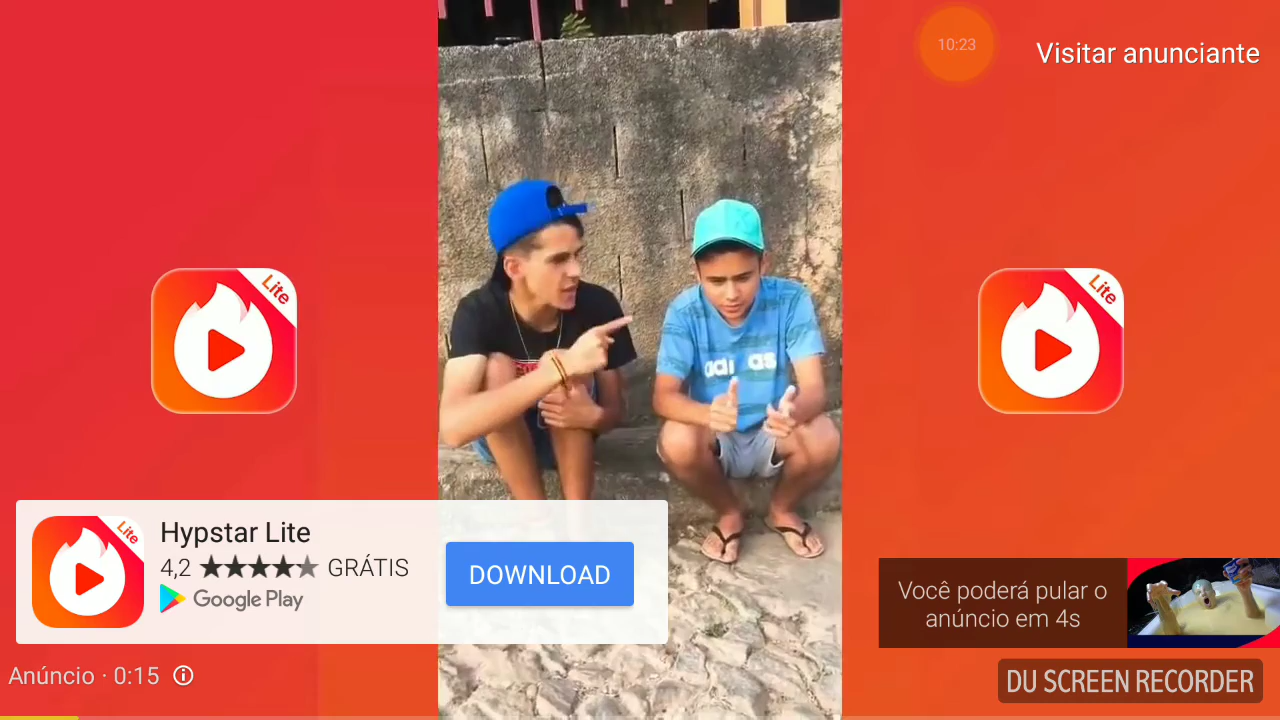 10:23
Visitar anunciante
Lite
Lite
adidas
Lite
Hypstar Lite
4,2 ★★★★★ GRÁTIS
Google Play
DOWNLOAD
Você poderá pular o
anúncio em 4s
Anúncio · 0:15
DU SCREEN RECORDER